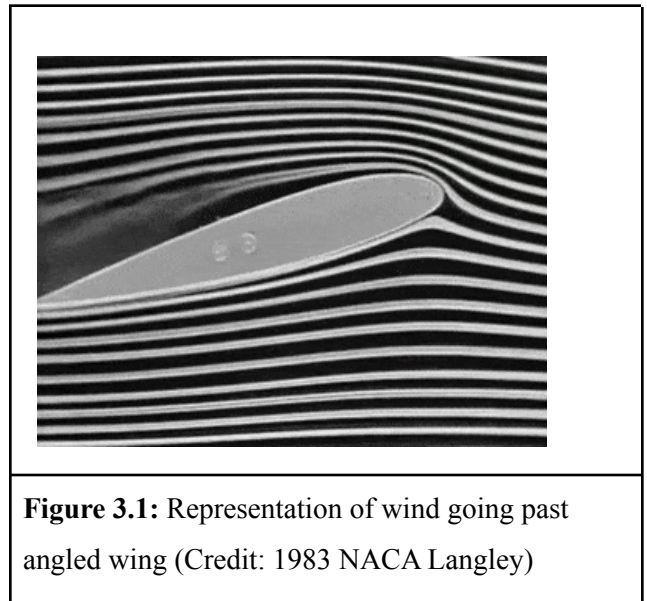 Figure 3.1: Representation of wind going past
angled wing (Credit: 1983 NACA Langley)